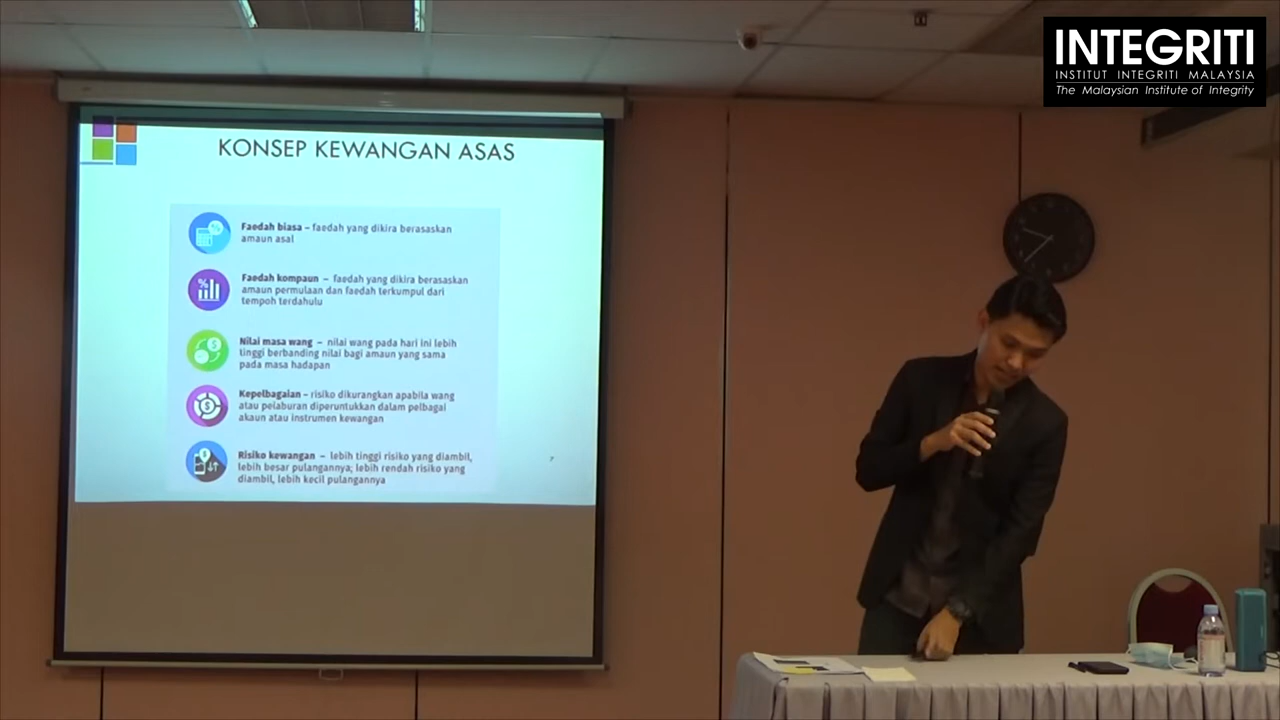 INTEGRITI
INSTITUT INTEGRITI MALAYSIA
The Malaysian Institute of Integrity
KONSEP KEWANGAN ASAS
Faedah biasa – faedah yang dikira berasaskan
amaun asal
Faedah kompaun – faedah yang dikira berasaskan
amaun permulaan dan faedah terkumpul dari
tempoh terdahulu
Nilai masa wang – nilai wang pada hari ini lebih
tinggi berbanding nilai bagi amaun yang sama
pada masa hadapan
Kepelbagaian – risiko dikurangkan apabila wang
atau pelaburan diperuntukkan dalam pelbagai
akaun atau instrumen kewangan
Risiko kewangan – lebih tinggi risiko yang diambil,
lebih besar pulangannya; lebih rendah risiko yang
diambil, lebih kecil pulangannya